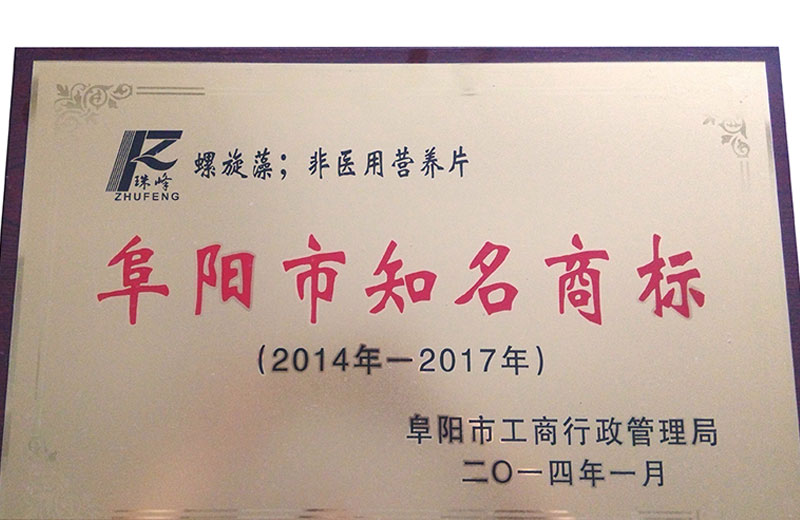 珠峰
ZHUFENG
螺旋藻；非医用营养片
阜阳市知名商标
（2014年—2017年）
阜阳市工商行政管理局
二〇一四年一月